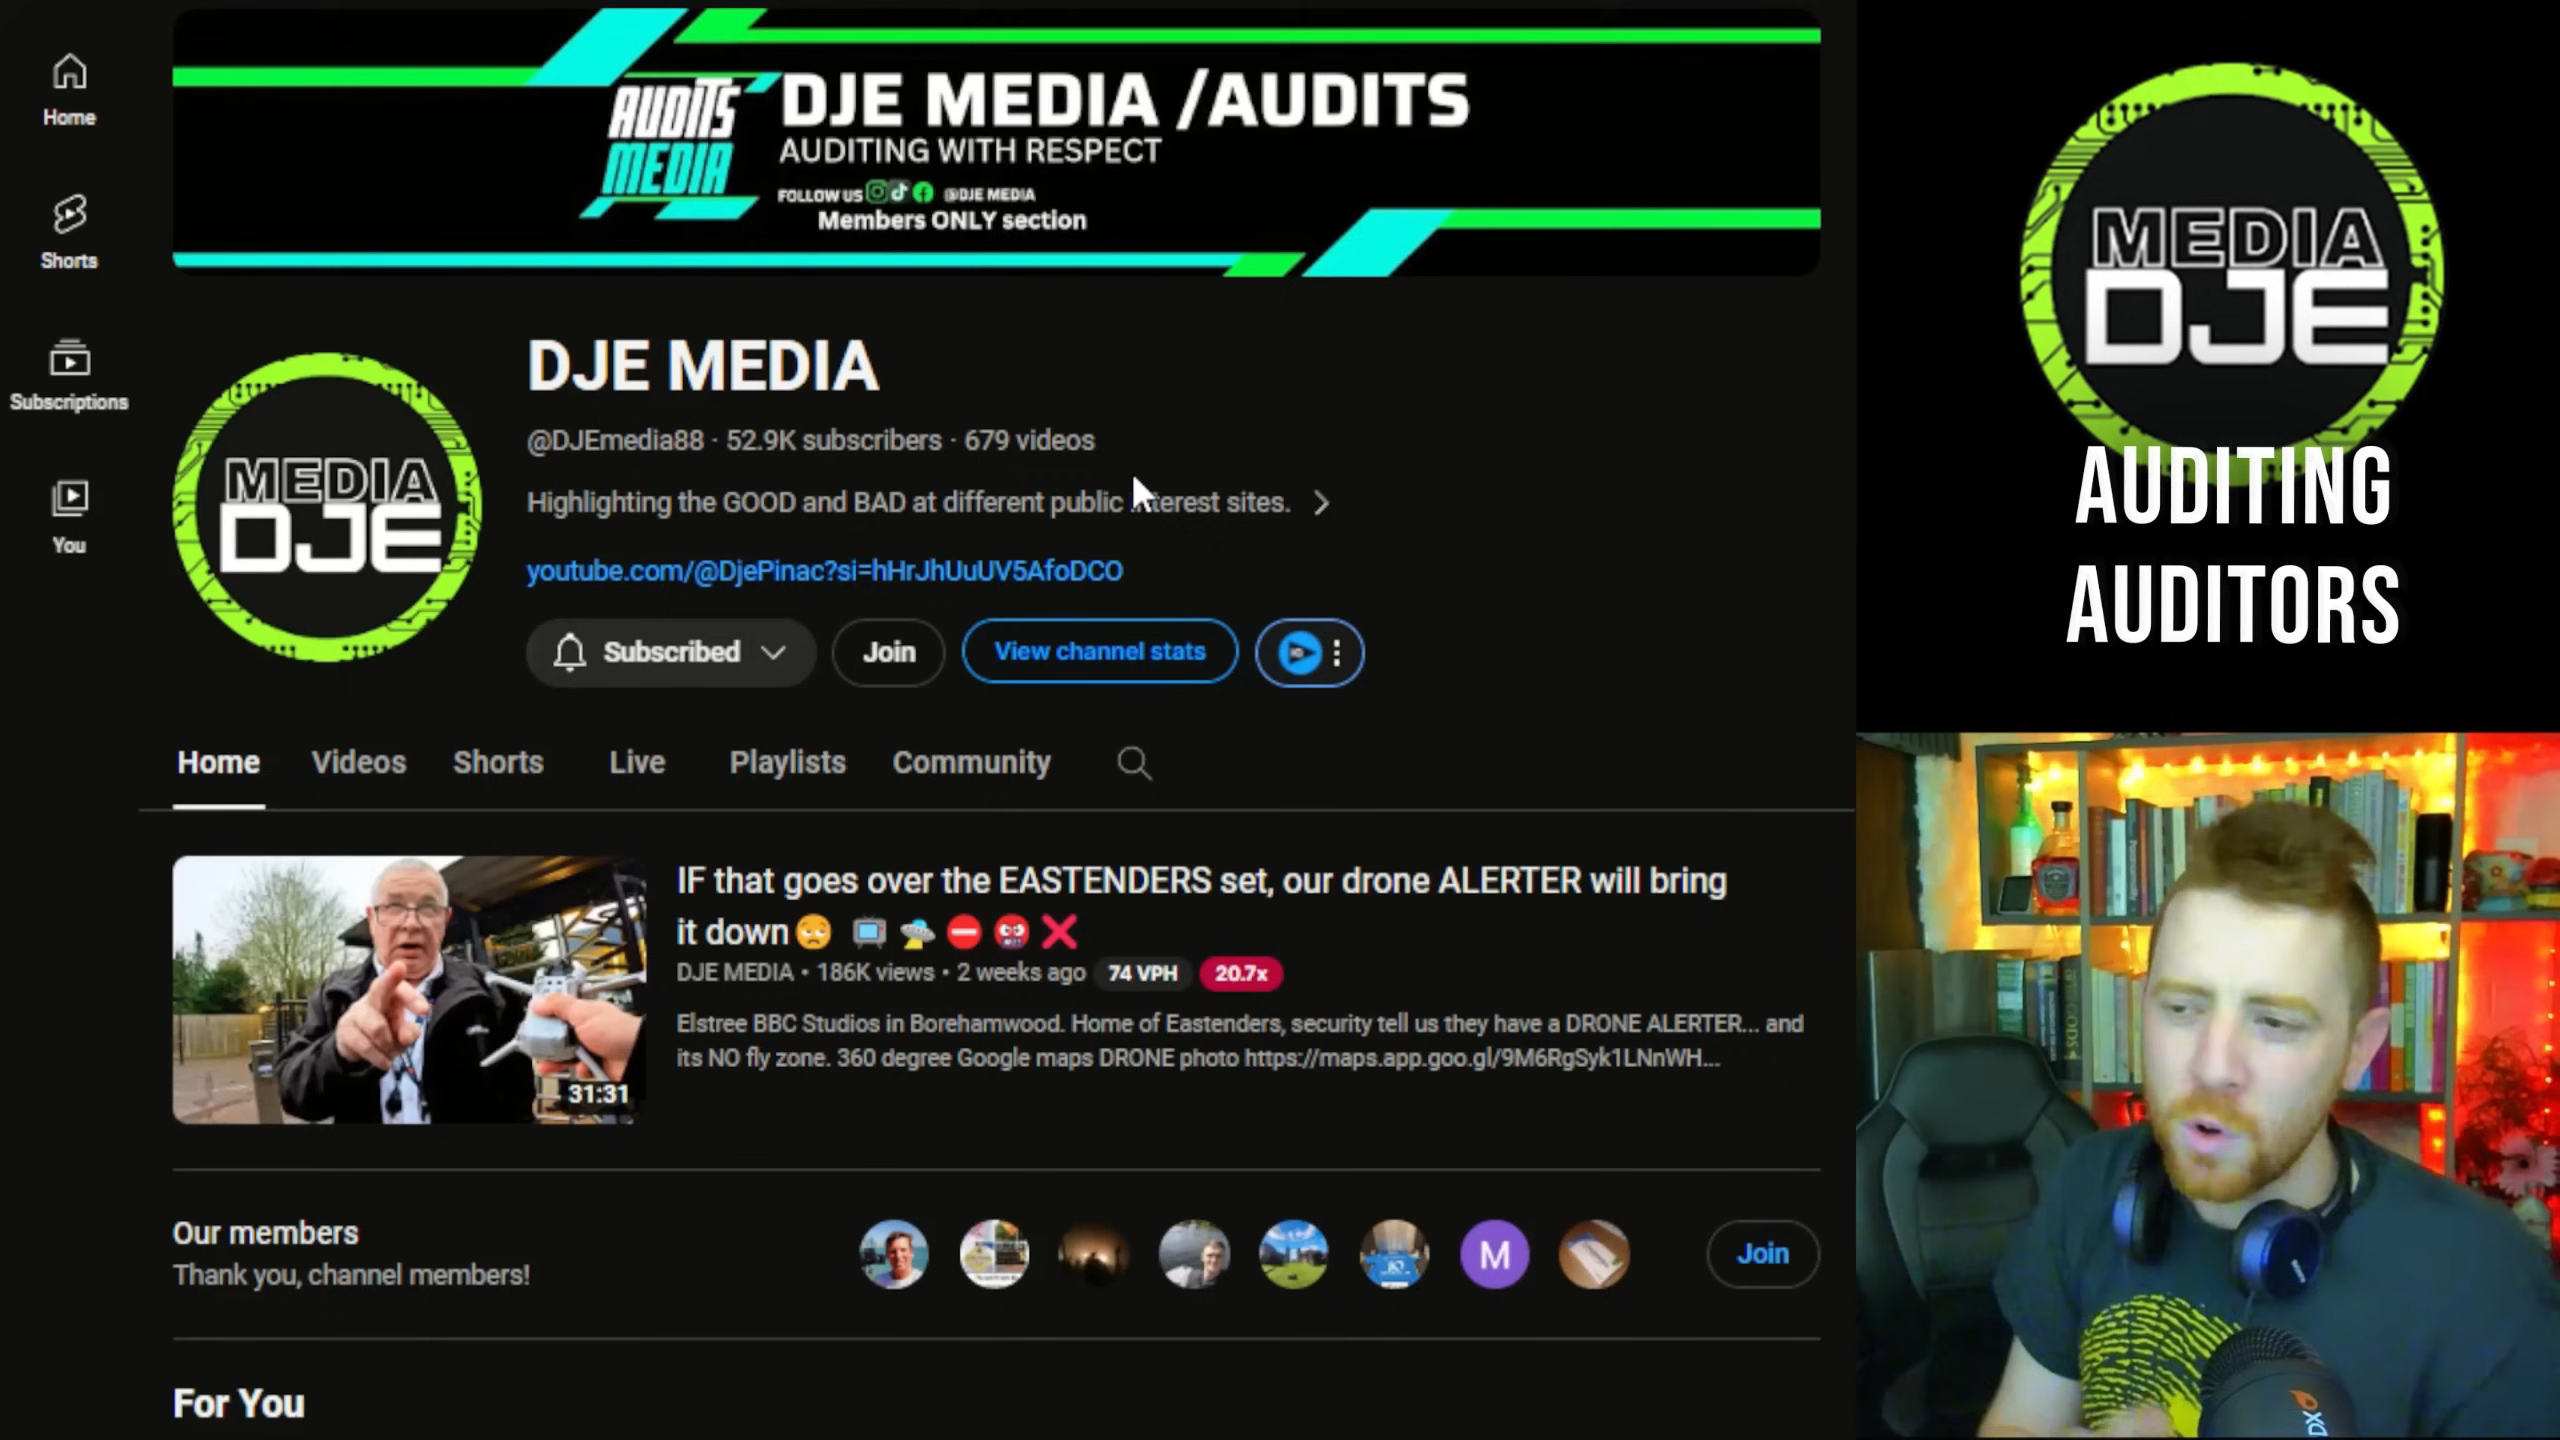 Home
Shorts
Subscriptions
You
AUDITS
MEDIA
DJE MEDIA /AUDITS
AUDITING WITH RESPECT
FOLLOW US @DJE MEDIA
Members ONLY section
MEDIA
DJE
DJE MEDIA
@DJEmedia88 · 52.9K subscribers · 679 videos
Highlighting the GOOD and BAD at different public interest sites.
youtube.com/@DjePinac?si=hHrJhUuUV5AfoDCO
Subscribed
Join
View channel stats
Home
Videos
Shorts
Live
Playlists
Community
31:31
IF that goes over the EASTENDERS set, our drone ALERTER will bring
it down😟 📺 🛸 ⛔ 🤬 ❌
DJE MEDIA • 186K views • 2 weeks ago 74 VPH 20.7x
Elstree BBC Studios in Borehamwood. Home of Eastenders, security tell us they have a DRONE ALERTER... and
its NO fly zone. 360 degree Google maps DRONE photo https://maps.app.goo.gl/9M6RgSyk1LNnWH...
Our members
Thank you, channel members!
M
Join
For You
MEDIA
DJE
AUDITING
AUDITORS